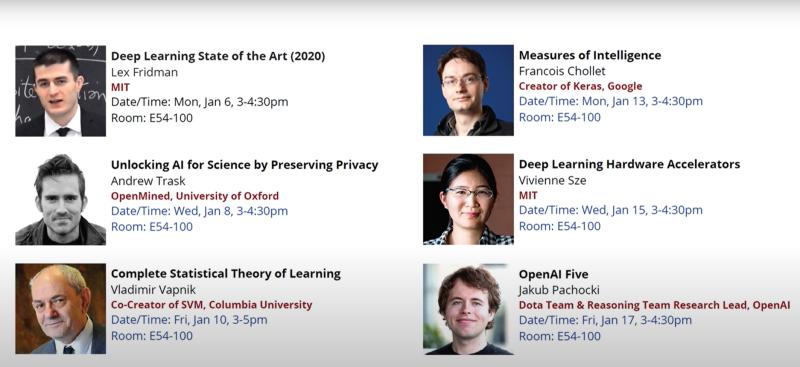 Deep Learning State of the Art (2020)
Lex Fridman
MIT
Date/Time: Mon, Jan 6, 3-4:30pm
Room: E54-100
Unlocking AI for Science by Preserving Privacy
Andrew Trask
OpenMined, University of Oxford
Date/Time: Wed, Jan 8, 3-4:30pm
Room: E54-100
Complete Statistical Theory of Learning
Vladimir Vapnik
Co-Creator of SVM, Columbia University
Date/Time: Fri, Jan 10, 3-5pm
Room: E54-100
Measures of Intelligence
Francois Chollet
Creator of Keras, Google
Date/Time: Mon, Jan 13, 3-4:30pm
Room: E54-100
Deep Learning Hardware Accelerators
Vivienne Sze
MIT
Date/Time: Wed, Jan 15, 3-4:30pm
Room: E54-100
OpenAI Five
Jakub Pachocki
Dota Team & Reasoning Team Research Lead, OpenAI
Date/Time: Fri, Jan 17, 3-4:30pm
Room: E54-100